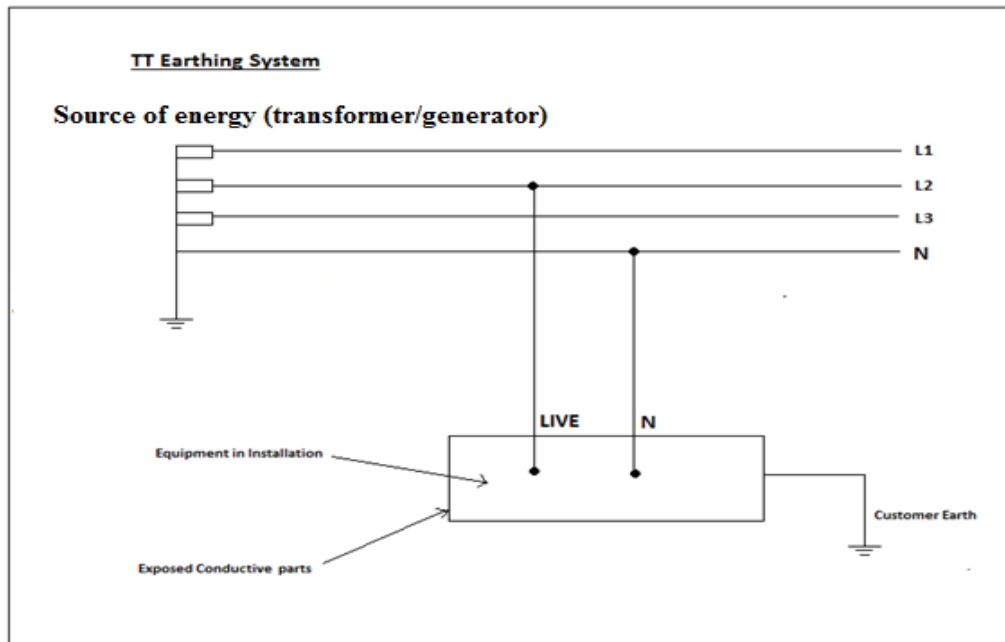 TT Earthing System
Source of energy (transformer/generator)
L1
L2
L3
N
LIVE N
Equipment in Installation
Customer Earth
Exposed Conductive parts